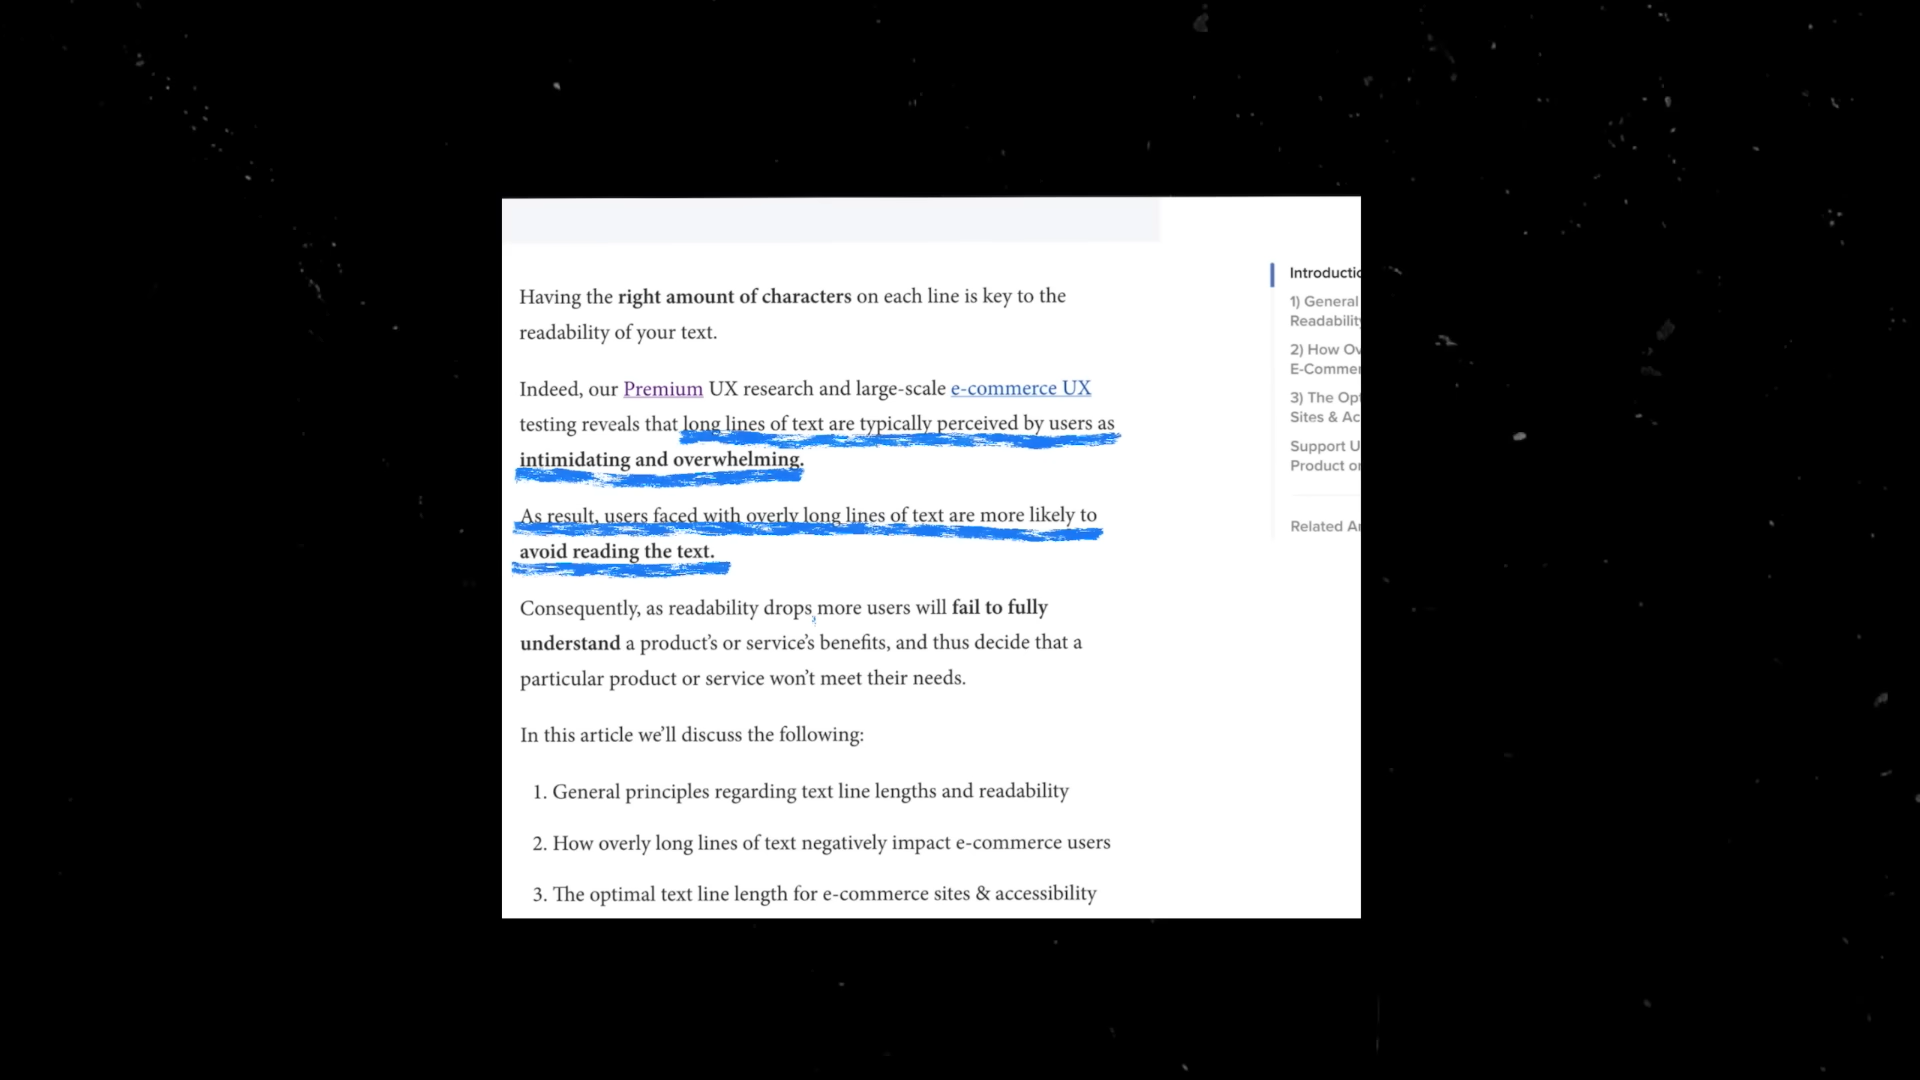 Having the right amount of characters on each line is key to the
readability of your text.
Indeed, our Premium UX research and large-scale e-commerce UX
testing reveals that long lines of text are typically perceived by users as
intimidating and overwhelming.
As result, users faced with overly long lines of text are more likely to
avoid reading the text.
Consequently, as readability drops more users will fail to fully
understand a product's or service's benefits, and thus decide that a
particular product or service won't meet their needs.
In this article we'll discuss the following:
1. General principles regarding text line lengths and readability
2. How overly long lines of text negatively impact e-commerce users
3. The optimal text line length for e-commerce sites & accessibility
1) General
2) How
3) The
Sites &
Support
Product
Related